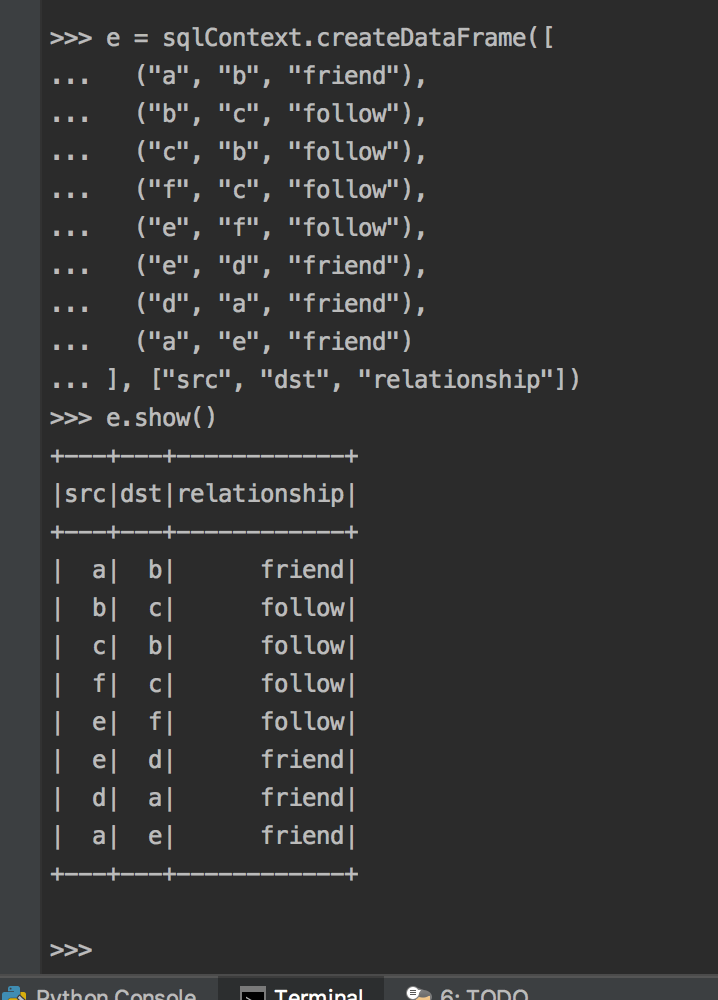 >>> e = sqlContext.createDataFrame([
...   ("a", "b", "friend"),
...   ("b", "c", "follow"),
...   ("c", "b", "follow"),
...   ("f", "c", "follow"),
...   ("e", "f", "follow"),
...   ("e", "d", "friend"),
...   ("d", "a", "friend"),
...   ("a", "e", "friend")
... ], ["src", "dst", "relationship"])
>>> e.show()
+---+---+------------+
|src|dst|relationship|
+---+---+------------+
|  a|  b|      friend|
|  b|  c|      follow|
|  c|  b|      follow|
|  f|  c|      follow|
|  e|  f|      follow|
|  e|  d|      friend|
|  d|  a|      friend|
|  a|  e|      friend|
+---+---+------------+
>>>
Python Console Terminal 6: TODO